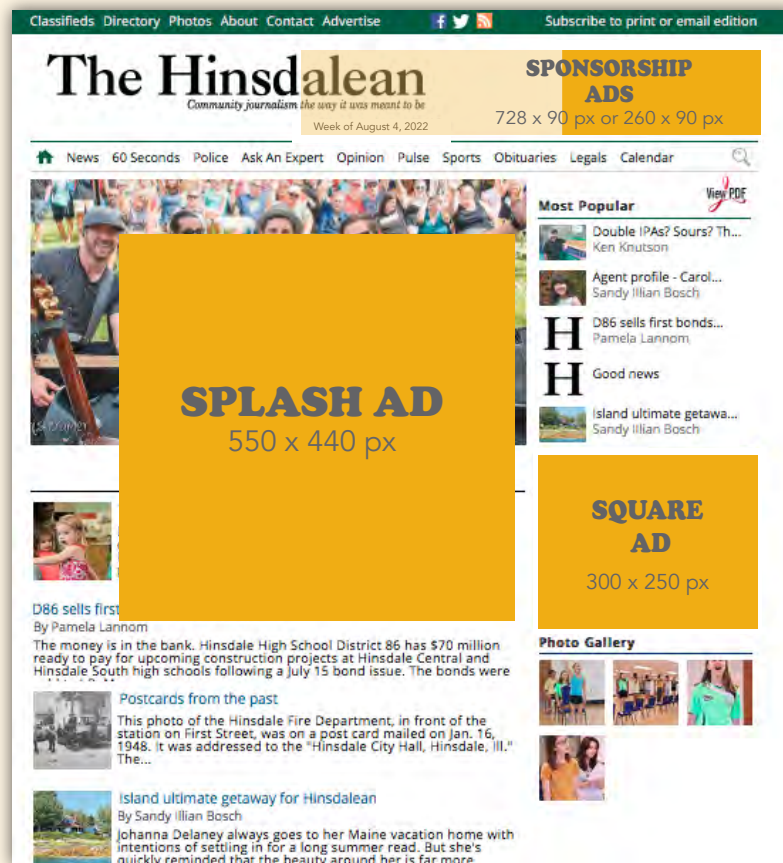 Classifieds Directory Photos About Contact Advertise
Subscribe to print or email edition
The Hinsdalean
Community journalism the way it was meant to be
Week of August 4, 2022
SPONSORSHIP
ADS
728 x 90 px or 260 x 90 px
News 60 Seconds Police Ask An Expert Opinion Pulse Sports Obituaries Legals Calendar
View PDF
Most Popular
Double IPAs? Sours? Th...
Ken Knutson
Agent profile - Carol...
Sandy Illian Bosch
H
D86 sells first bonds...
Pamela Lannom
H
Good news
Island ultimate getawa...
Sandy Illian Bosch
SPLASH AD
550 x 440 px
SQUARE
AD
300 x 250 px
D86 sells first
By Pamela Lannom
The money is in the bank. Hinsdale High School District 86 has $70 million
ready to pay for upcoming construction projects at Hinsdale Central and
Hinsdale South high schools following a July 15 bond issue. The bonds were
Photo Gallery
Postcards from the past
This photo of the Hinsdale Fire Department, in front of the
station on First Street, was on a post card mailed on Jan. 16,
1948. It was addressed to the "Hinsdale City Hall, Hinsdale, Ill."
The...
Island ultimate getaway for Hinsdalean
By Sandy Illian Bosch
Johanna Delaney always goes to her Maine vacation home with
intentions of settling in for a long summer read. But she's
quickly reminded that the beauty around her is far more